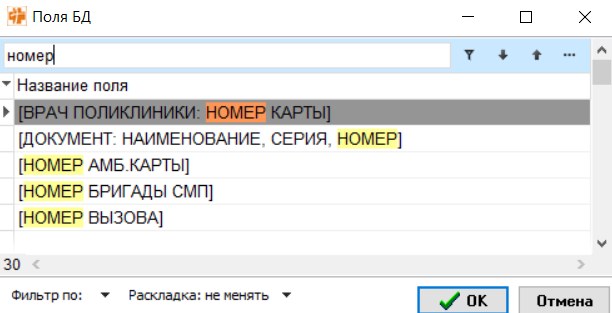 Поля БД
номер
Название поля
[ВРАЧ ПОЛИКЛИНИКИ: НОМЕР КАРТЫ]
[ДОКУМЕНТ: НАИМЕНОВАНИЕ, СЕРИЯ, НОМЕР]
[НОМЕР АМБ.КАРТЫ]
[НОМЕР БРИГАДЫ СМП]
[НОМЕР ВЫЗОВА]
30
Фильтр по: Раскладка: не менять OK Отмена